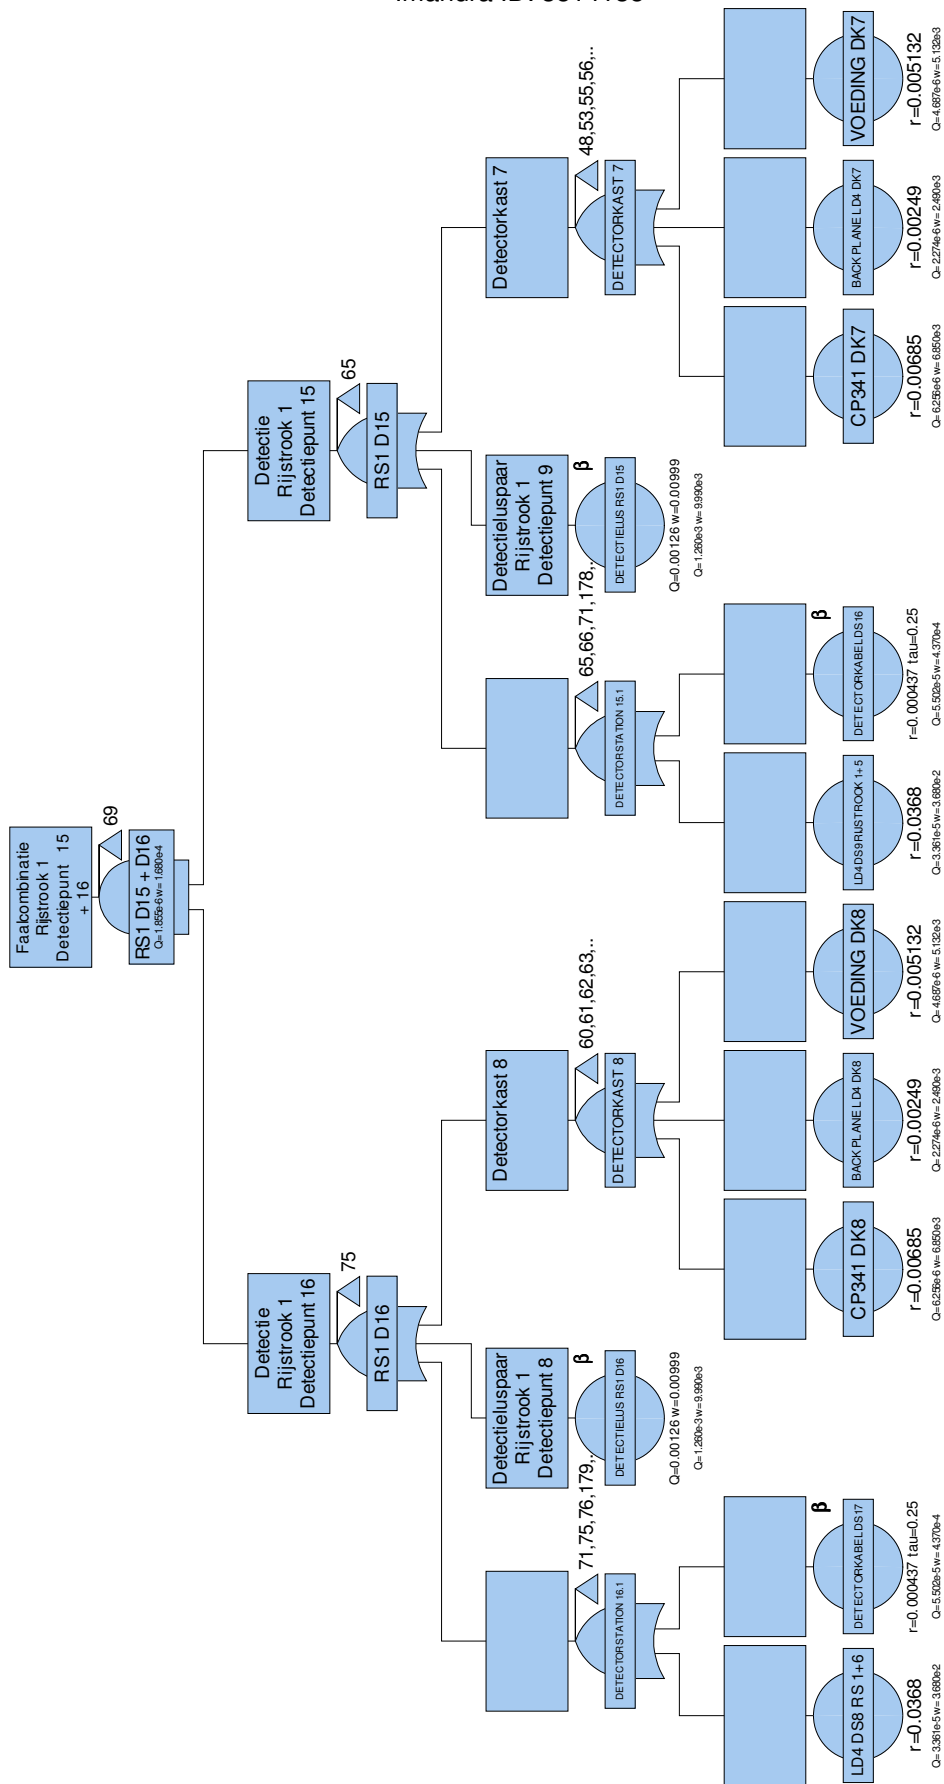 Faalcombinatie
Rijstrook 1
Detectiepunt 15
+ 16
69
RS1 D15 + D16
Q=1.855e-6 w=1.680e-4
Detectie
Rijstrook 1
Detectiepunt 16
75
RS1 D16
Detectie
Rijstrook 1
Detectiepunt 15
65
RS1 D15
71,75,76,179,..
DETECTORSTATION 16.1
Detectieluspaar
Rijstrook 1
Detectiepunt 8
β
DETECTIELUS RS1 D16
Q=0.00126 w=0.00999
Q=1.260e-3 w=9.990e-3
Detectorkast 8
60,61,62,63,..
DETECTORKAST 8
65,66,71,178,..
DETECTORSTATION 15.1
Detectieluspaar
Rijstrook 1
Detectiepunt 9
β
DETECTIELUS RS1 D15
Q=0.00126 w=0.00999
Q=1.260e-3 w=9.990e-3
Detectorkast 7
48,53,55,56,..
DETECTORKAST 7
LD4 DS8 RS 1+6
r=0.0368
Q=3.361e-5 w=3.680e-2
β
DETECTORKABEL DS17
r=0.000437 tau=0.25
Q=5.502e-5 w=4.370e-4
CP341 DK8
r=0.00685
Q=6.256e-6 w=6.850e-3
BACKPLANE LD4 DK8
r=0.00249
Q=2.274e-6 w=2.490e-3
VOEDING DK8
r=0.005132
Q=4.687e-6 w=5.132e-3
LD4 DS9 RIJSTROOK 1+5
r=0.0368
Q=3.361e-5 w=3.680e-2
β
DETECTORKABEL DS16
r=0.000437 tau=0.25
Q=5.502e-5 w=4.370e-4
CP341 DK7
r=0.00685
Q=6.256e-6 w=6.850e-3
BACKPLANE LD4 DK7
r=0.00249
Q=2.274e-6 w=2.490e-3
VOEDING DK7
r=0.005132
Q=4.687e-6 w=5.132e-3